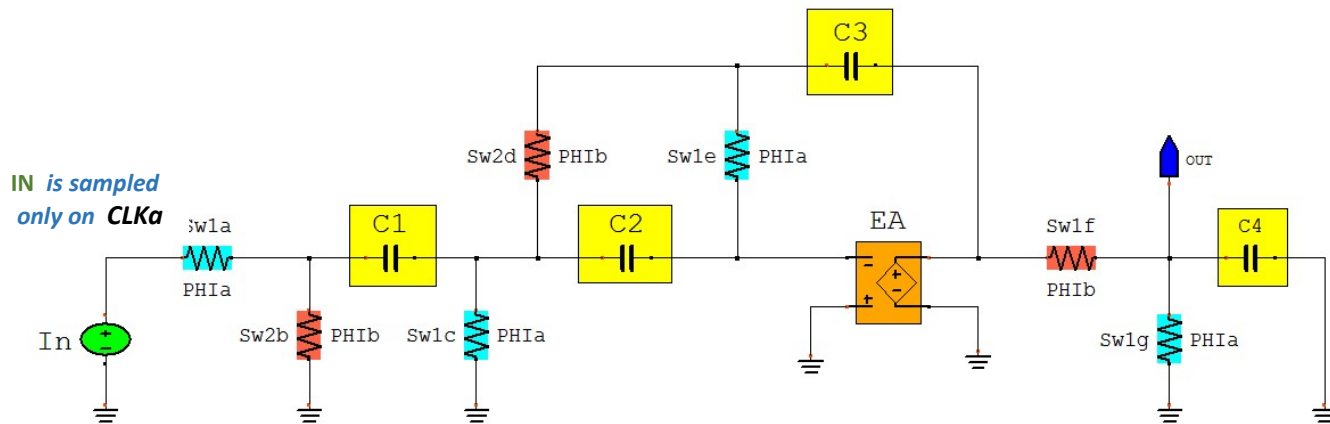 C3
Sw2d PHIb Sw1e PHIa
OUT
IN is sampled
only on CLKa
Sw1a
C1
C2
EA
Sw1f
C4
PHIa
PHIb
In
Sw2b PHIb Sw1c PHIa
Sw1g PHIa